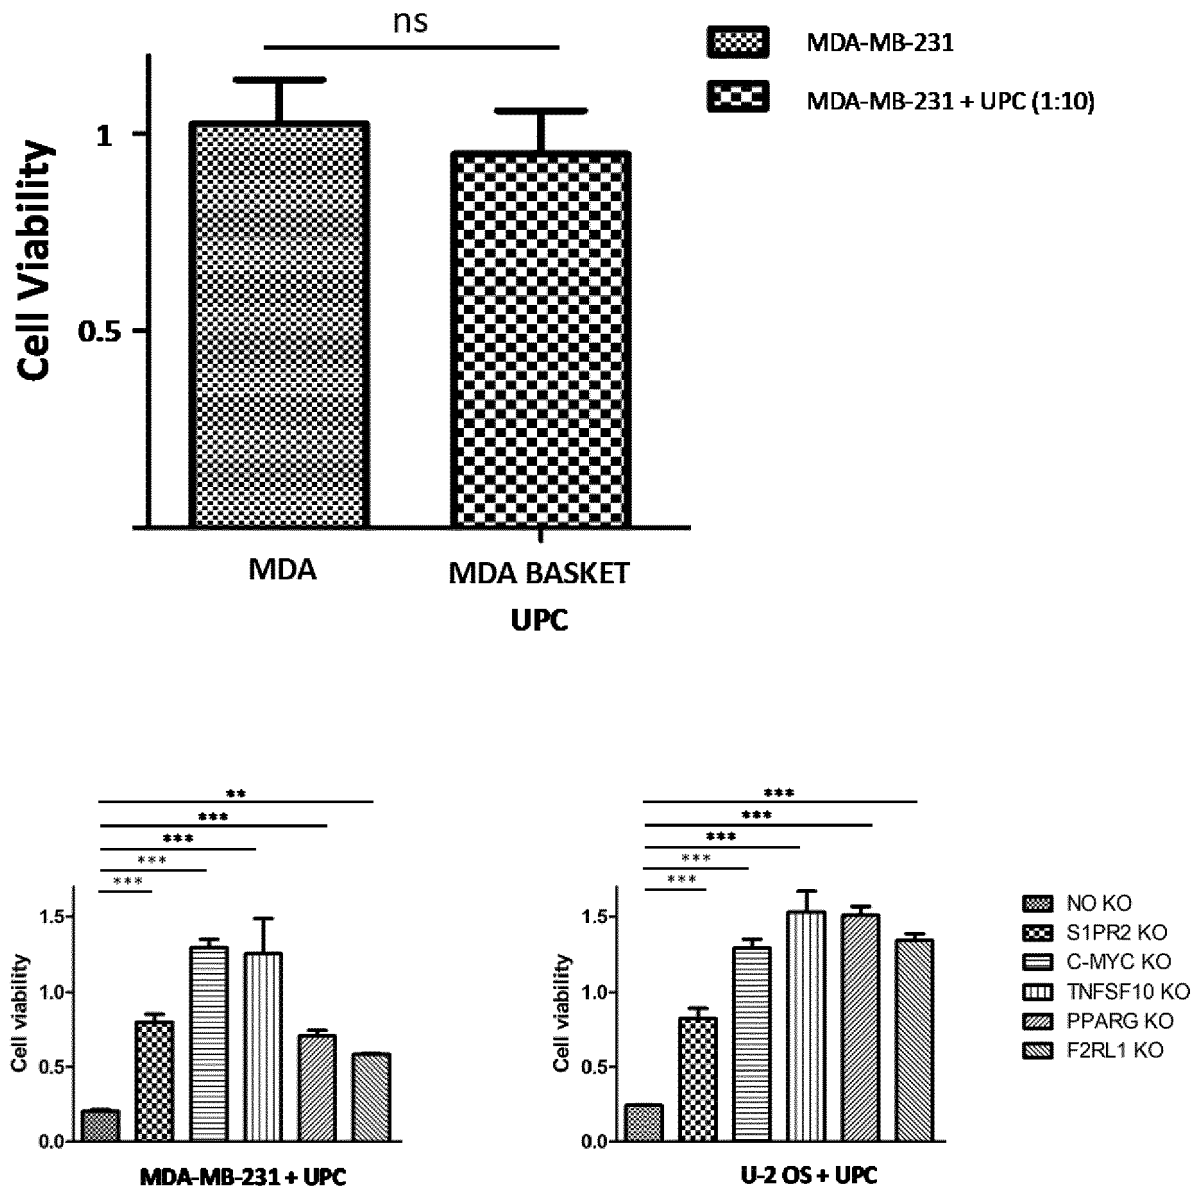 ns
MDA-MB-231
MDA-MB-231 + UPC (1:10)
Cell Viability
1
0.5
MDA
MDA BASKET
UPC
**
***
***
***
***
Cell viability
1.5
1.0
0.5
0.0
MDA-MB-231 + UPC
***
***
***
***
***
Cell viability
1.5
1.0
0.5
0.0
U-2 OS + UPC
NO KO
S1PR2 KO
C-MYC KO
TNFSF10 KO
PPARG KO
F2RL1 KO